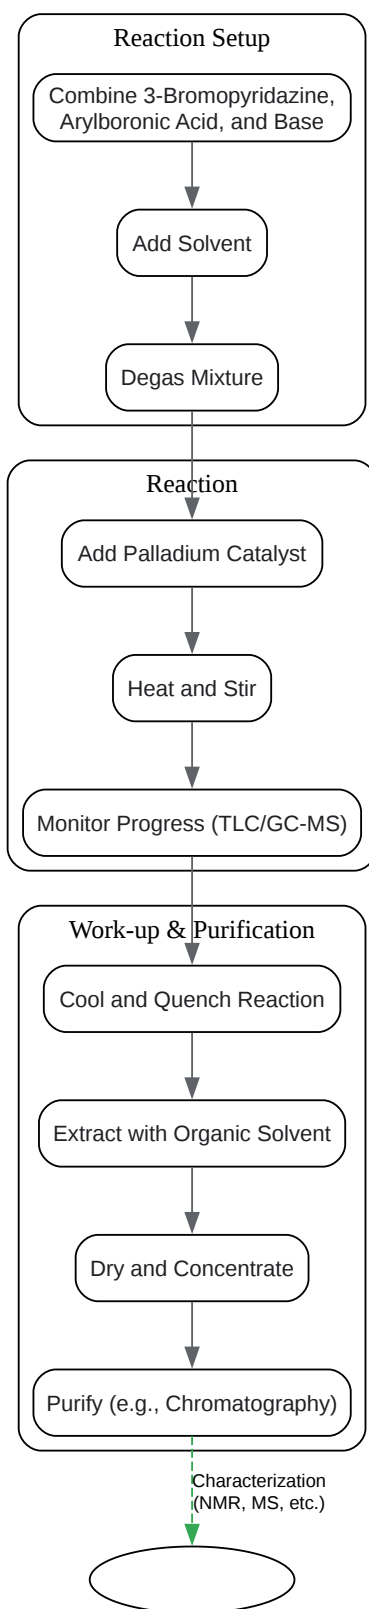 Reaction Setup
Combine 3-Bromopyridazine,
Arylboronic Acid, and Base
Add Solvent
Degas Mixture
Reaction
Add Palladium Catalyst
Heat and Stir
Monitor Progress (TLC/GC-MS)
Work-up & Purification
Cool and Quench Reaction
Extract with Organic Solvent
Dry and Concentrate
Purify (e.g., Chromatography)
Characterization
(NMR, MS, etc.)